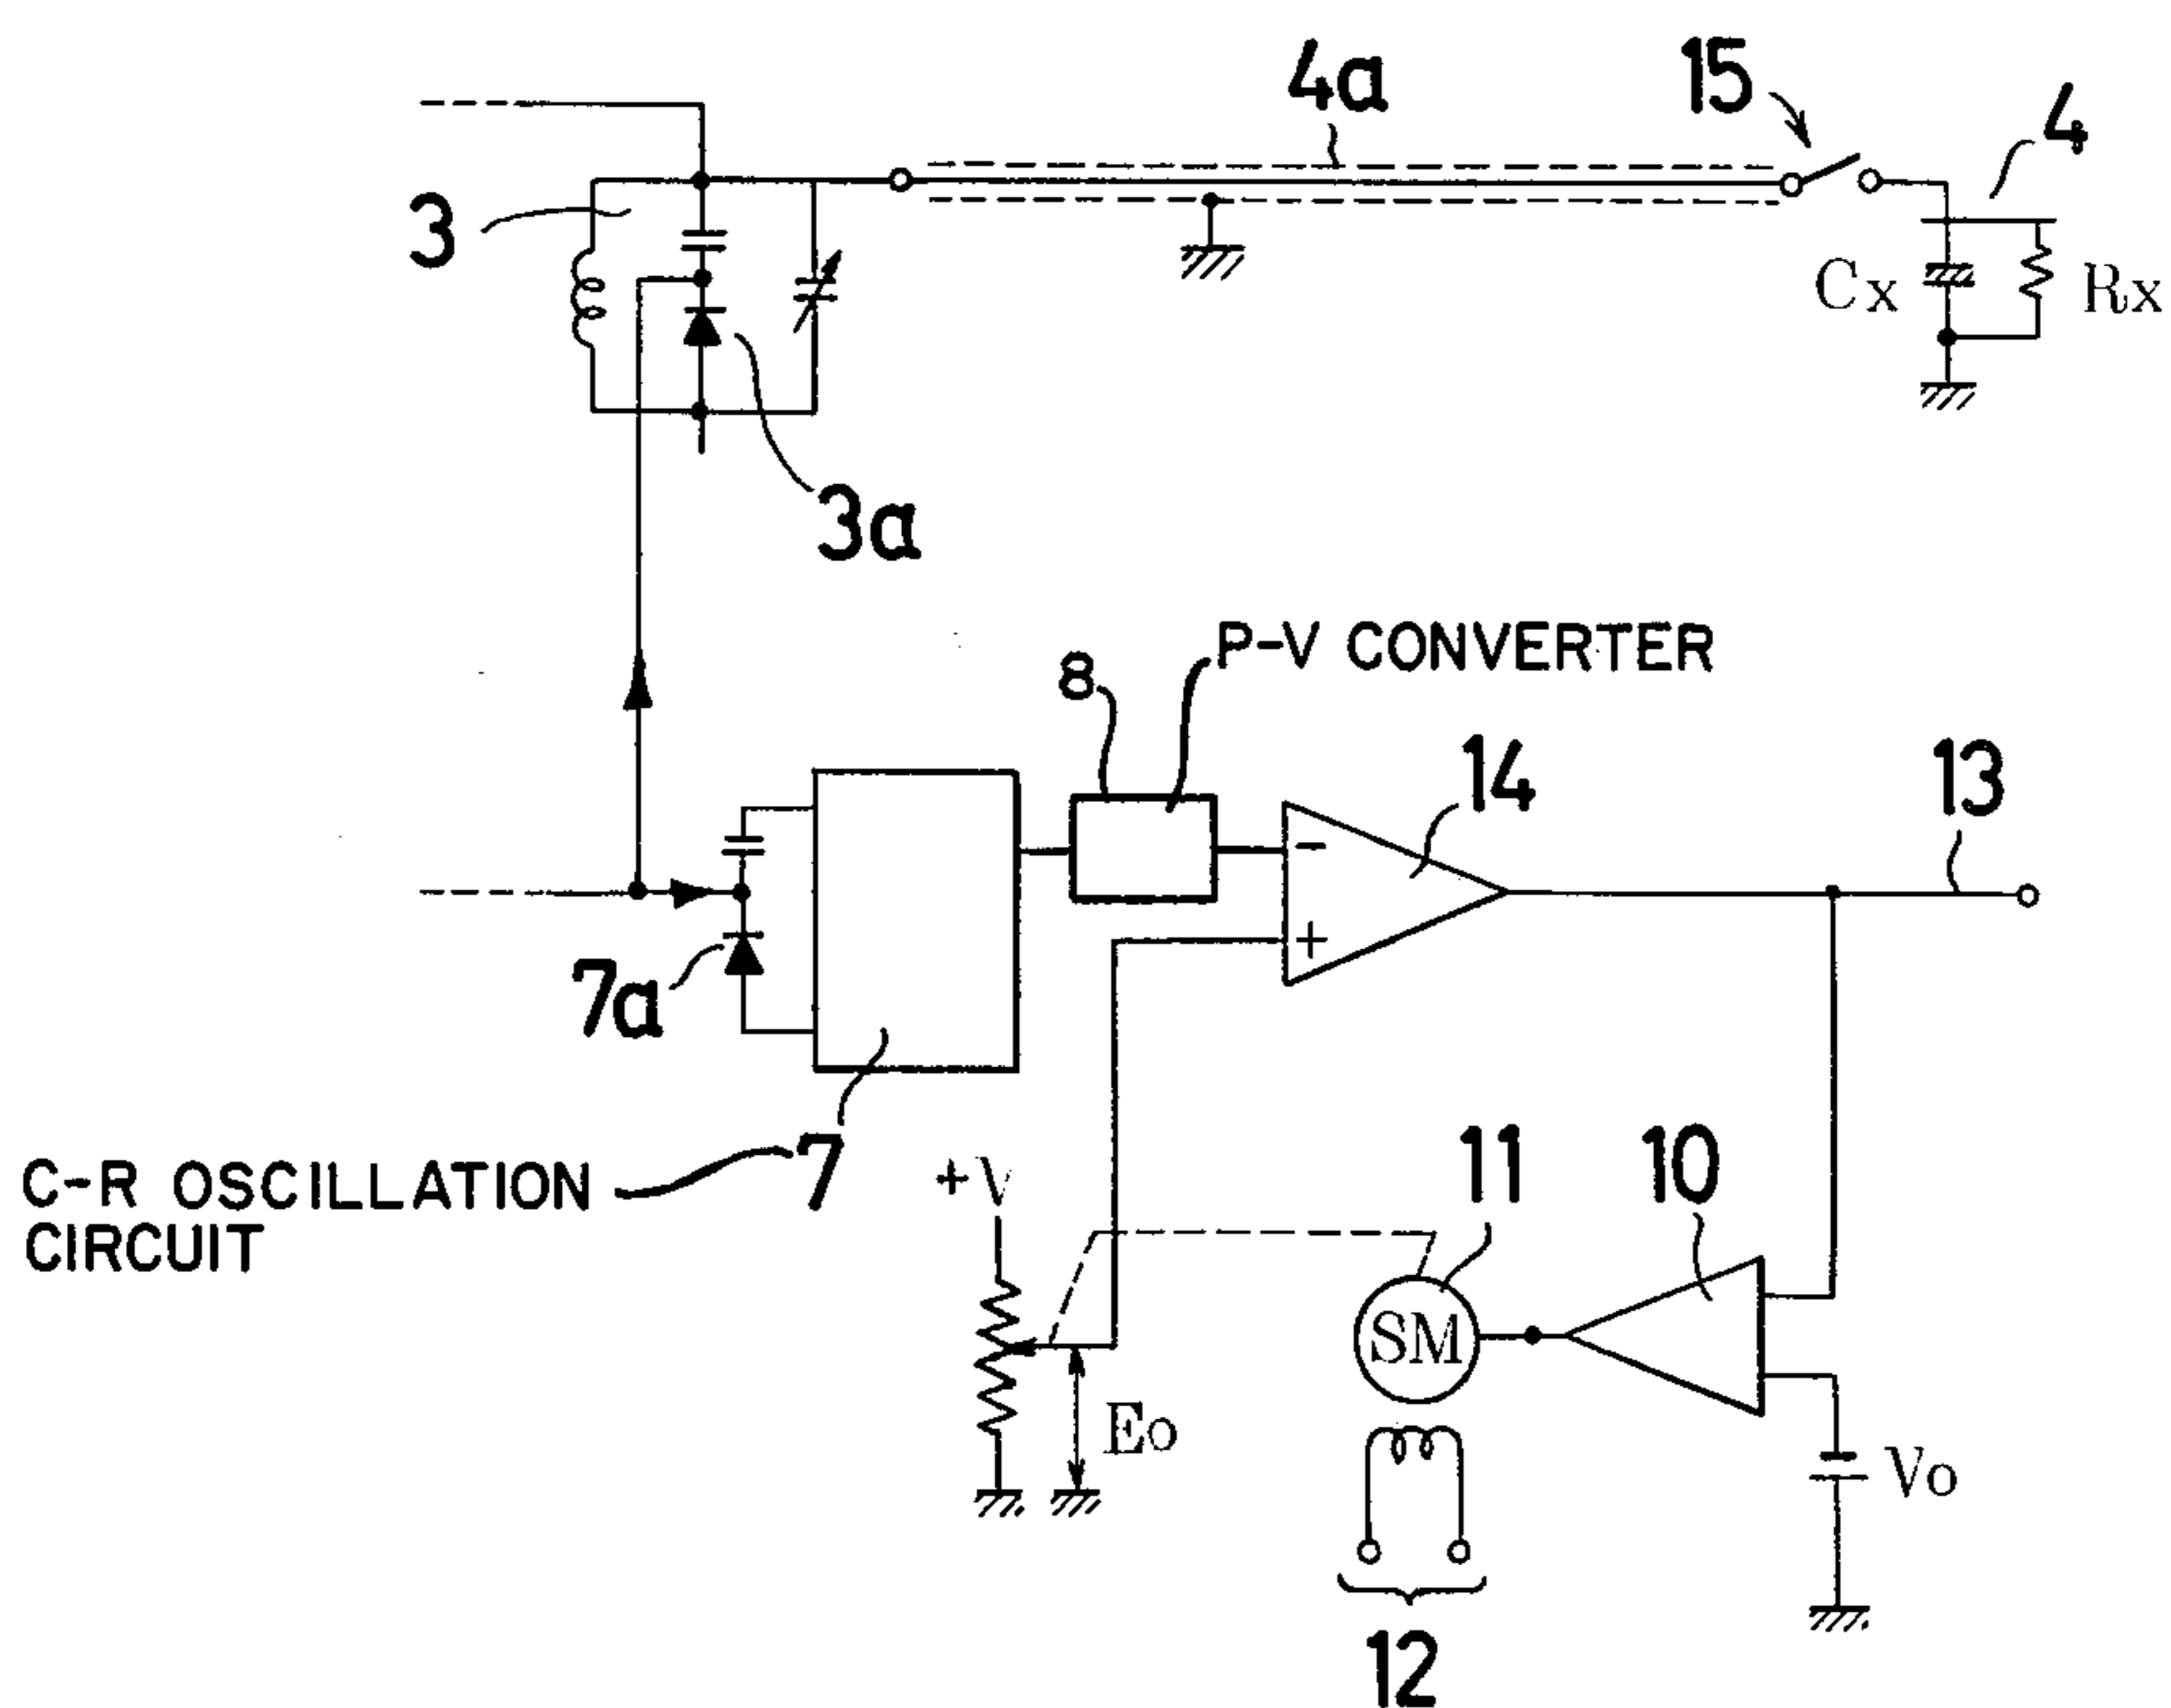 4a
15
4
3
Cx
Rx
3a
P-V CONVERTER
8
14
13
7a
7
C-R OSCILLATION
CIRCUIT
+V
11
10
SM
Eo
Vo
12
-
+